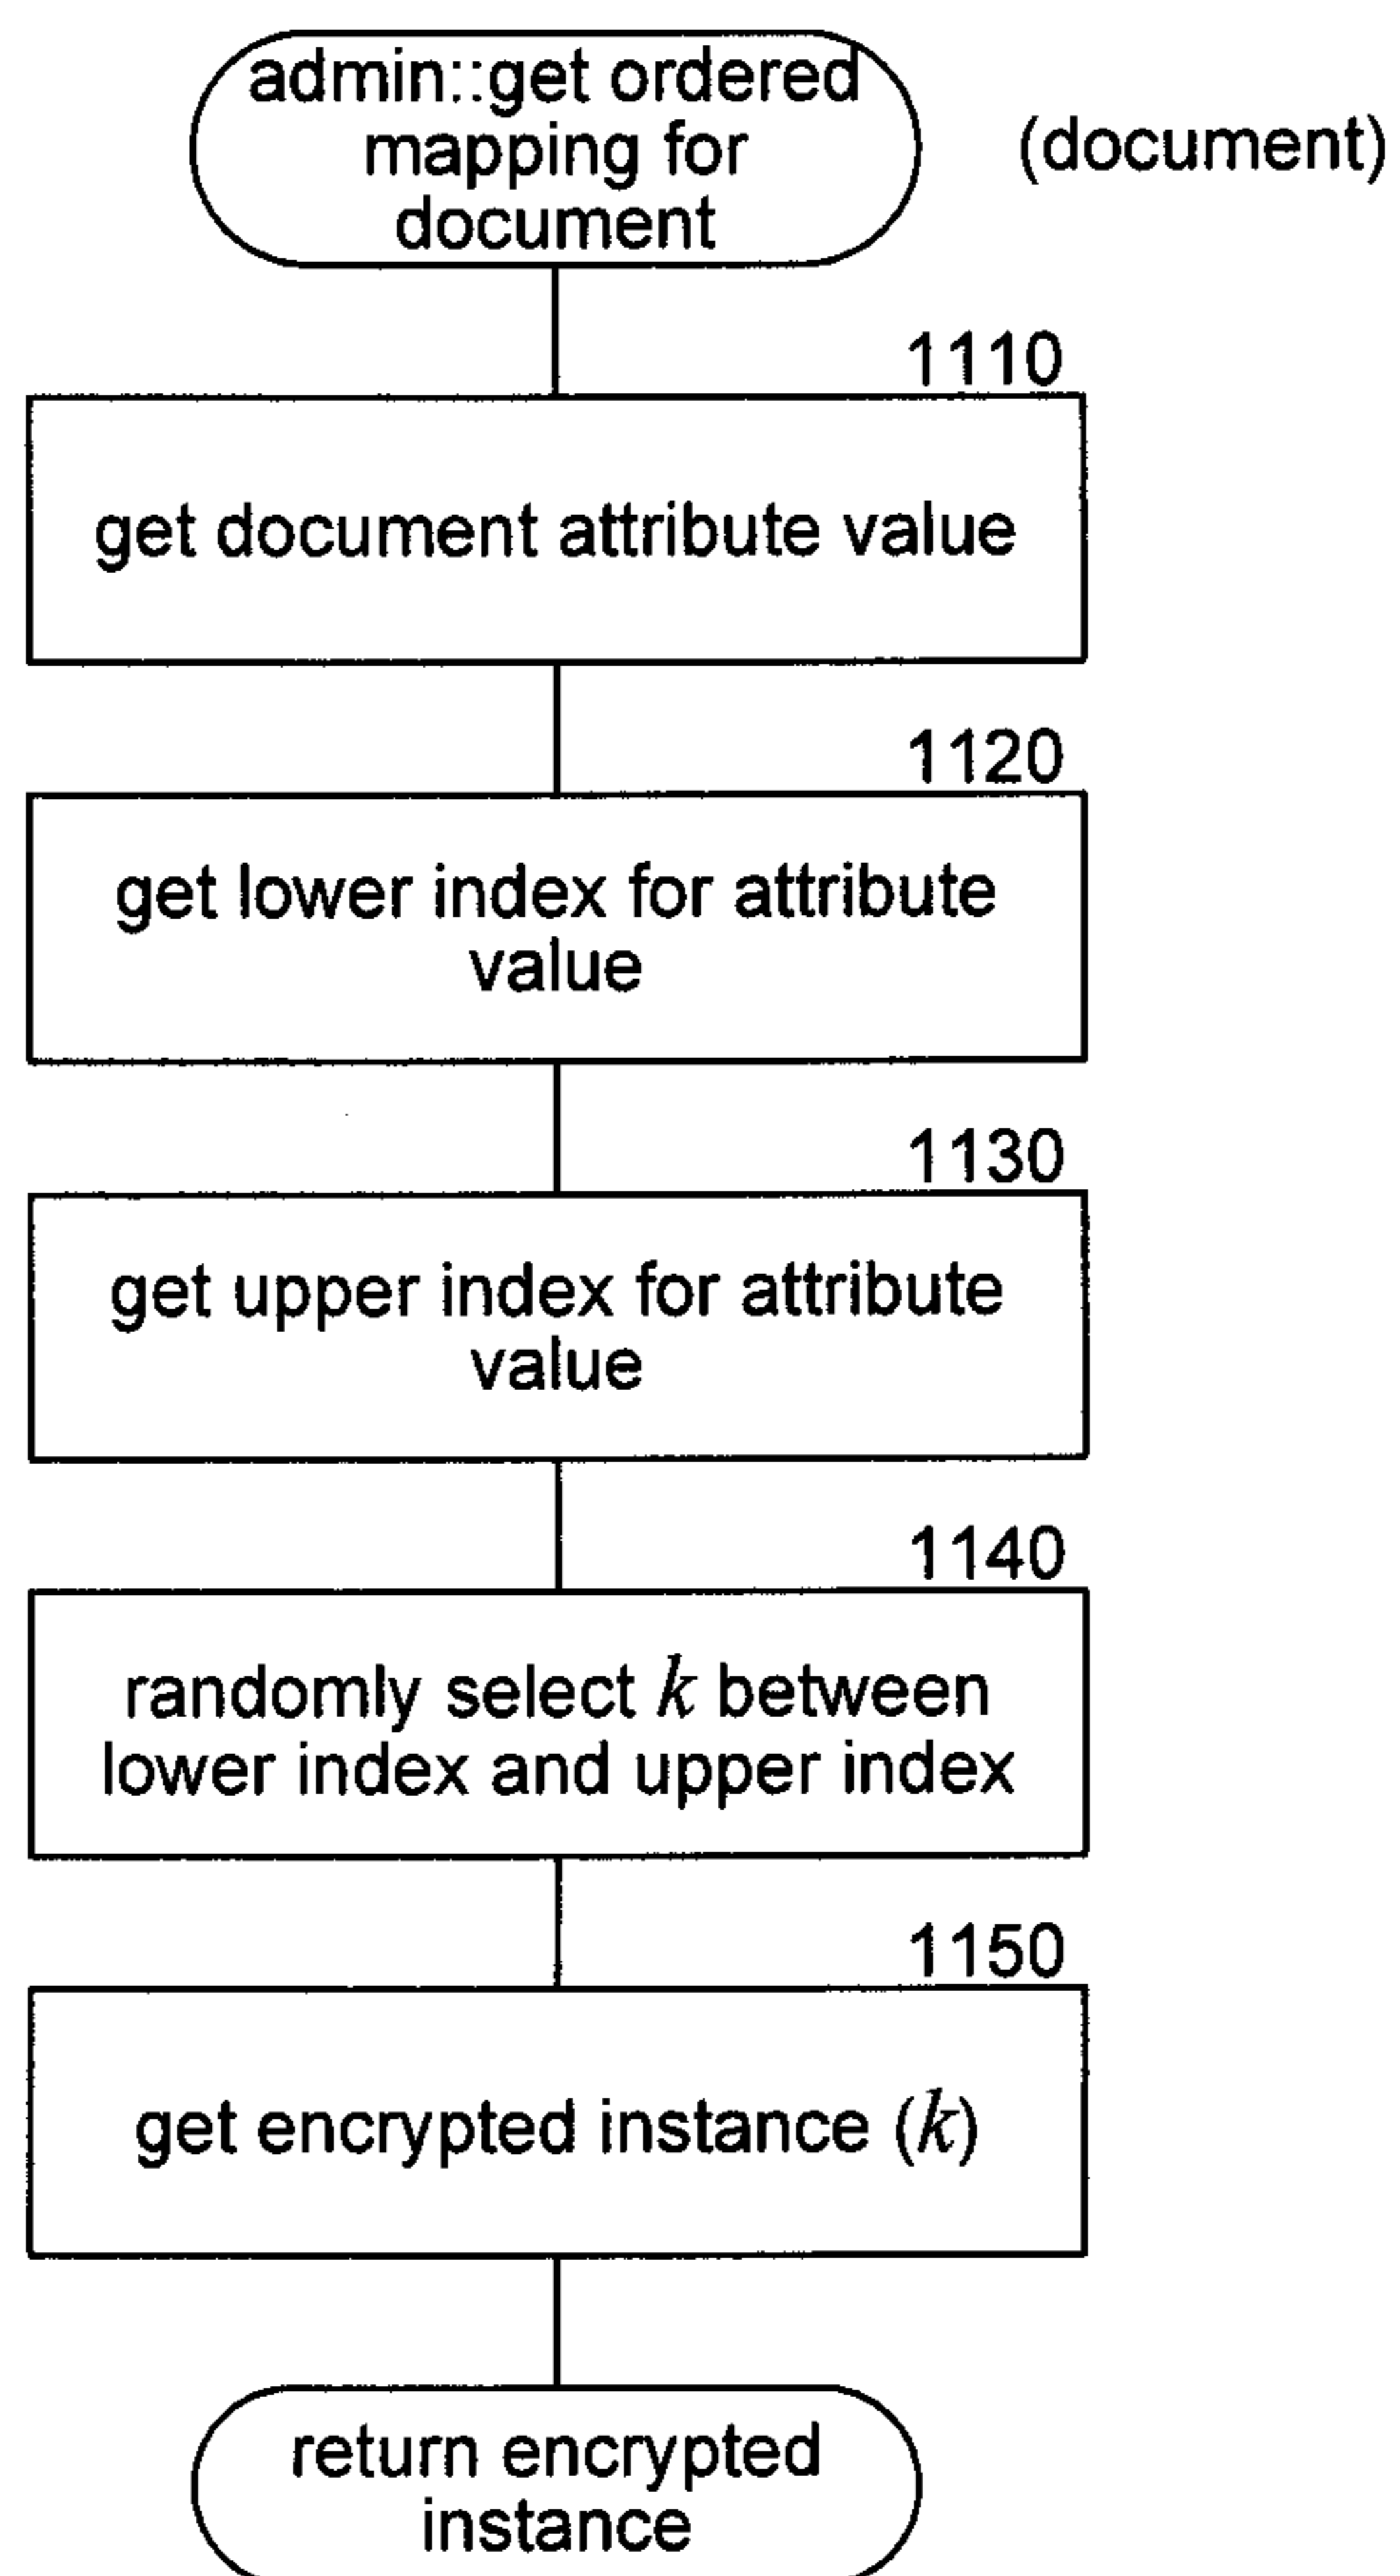 admin::get ordered
mapping for
document
(document)
1110
get document attribute value
1120
get lower index for attribute
value
1130
get upper index for attribute
value
1140
randomly select k between
lower index and upper index
1150
get encrypted instance (k)
return encrypted
instance